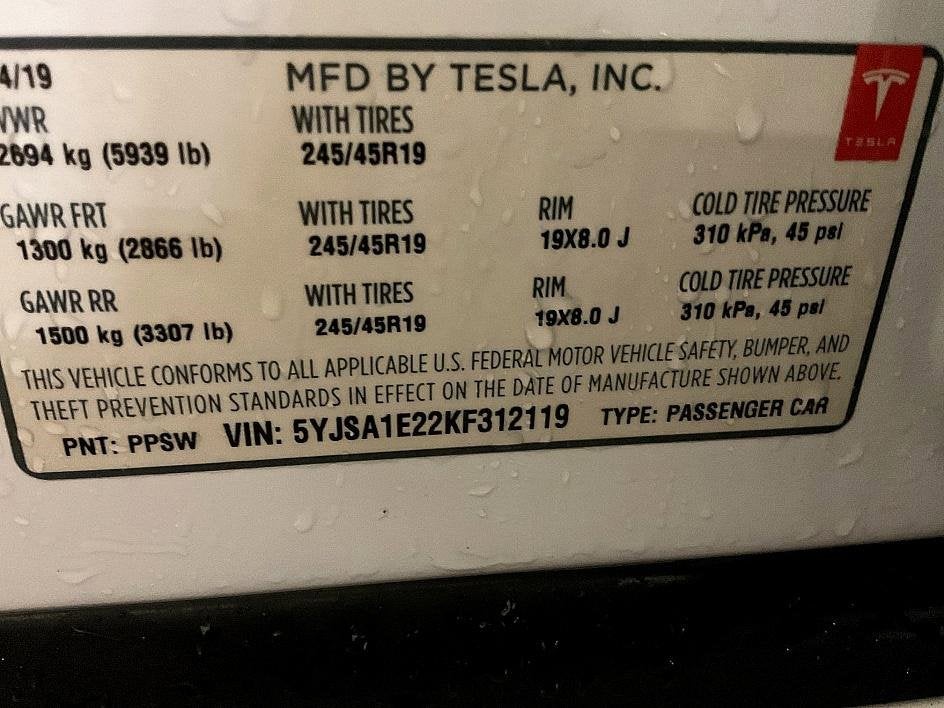 4/19 MFD BY TESLA, INC.
VWR WITH TIRES
2694 kg (5939 lb) 245/45R19
TESLA
GAWR FRT WITH TIRES RIM COLD TIRE PRESSURE
1300 kg (2866 lb) 245/45R19 19X8.0 J 310 kPa, 45 psi
GAWR RR WITH TIRES RIM COLD TIRE PRESSURE
1500 kg (3307 lb) 245/45R19 19X8.0 J 310 kPa, 45 psi
THIS VEHICLE CONFORMS TO ALL APPLICABLE U.S. FEDERAL MOTOR VEHICLE SAFETY, BUMPER, AND
THEFT PREVENTION STANDARDS IN EFFECT ON THE DATE OF MANUFACTURE SHOWN ABOVE.
PNT: PPSW VIN: 5YJSA1E22KF312119 TYPE: PASSENGER CAR